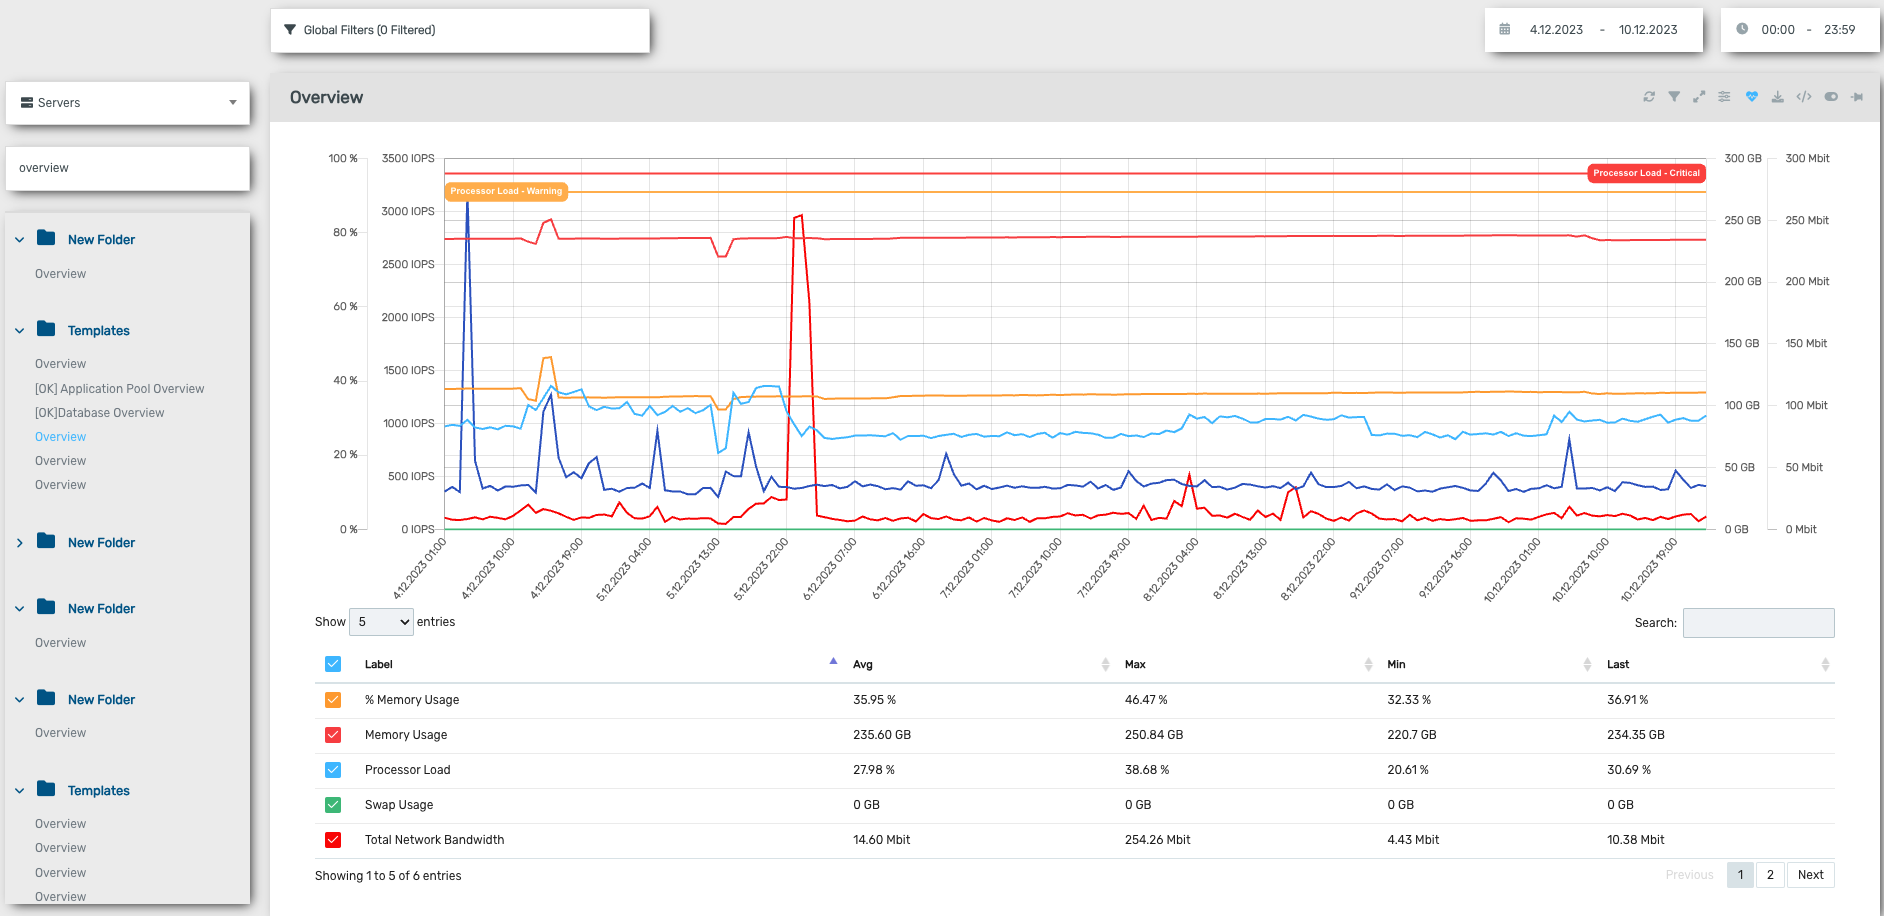 Global Filters (0 Filtered)
4.12.2023 - 10.12.2023
00:00 - 23:59
Servers
overview
New Folder
Overview
Templates
Overview
[OK] Application Pool Overview
[OK]Database Overview
Overview
Overview
Overview
New Folder
New Folder
Overview
New Folder
Overview
Templates
Overview
Overview
Overview
Overview
Overview
100 %
80 %
60 %
40 %
20 %
0 %
3500 IOPS
3000 IOPS
2500 IOPS
2000 IOPS
1500 IOPS
1000 IOPS
500 IOPS
0 IOPS
Processor Load - Warning
Processor Load - Critical
300 GB
250 GB
200 GB
150 GB
100 GB
50 GB
0 GB
300 Mbit
250 Mbit
200 Mbit
150 Mbit
100 Mbit
50 Mbit
0 Mbit
4.12.2023 01:00
4.12.2023 10:00
4.12.2023 19:00
5.12.2023 04:00
5.12.2023 13:00
5.12.2023 22:00
6.12.2023 07:00
6.12.2023 16:00
7.12.2023 01:00
7.12.2023 10:00
7.12.2023 19:00
8.12.2023 04:00
8.12.2023 13:00
8.12.2023 22:00
9.12.2023 07:00
9.12.2023 16:00
10.12.2023 01:00
10.12.2023 10:00
10.12.2023 19:00
Show 5 entries
Search:
Label Avg Max Min Last
% Memory Usage 35.95 % 46.47 % 32.33 % 36.91 %
Memory Usage 235.60 GB 250.84 GB 220.7 GB 234.35 GB
Processor Load 27.98 % 38.68 % 20.61 % 30.69 %
Swap Usage 0 GB 0 GB 0 GB 0 GB
Total Network Bandwidth 14.60 Mbit 254.26 Mbit 4.43 Mbit 10.38 Mbit
Showing 1 to 5 of 6 entries
Previous 1 2 Next